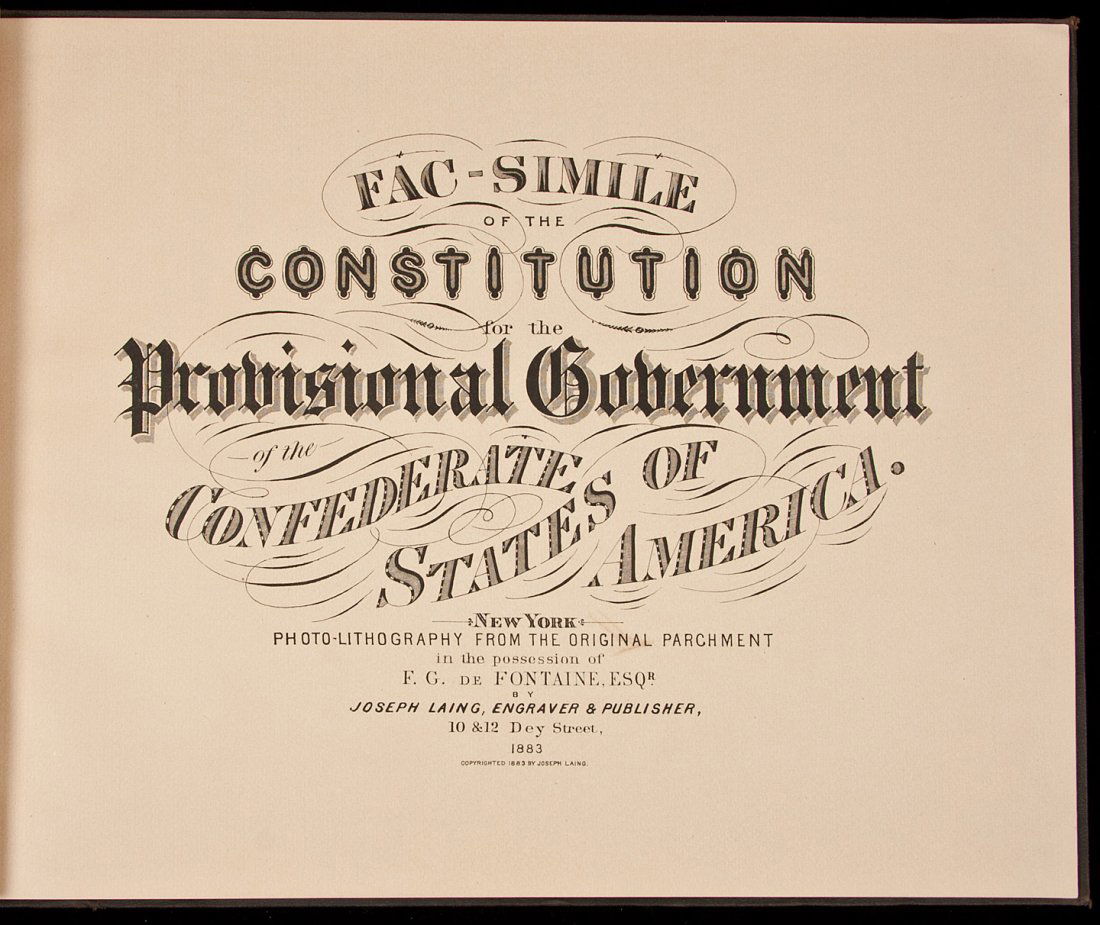 FAC-SIMILE
OF THE
CONSTITUTION
for the
Provisional Government
of the
CONFEDERATE
STATES OF
AMERICA.
NEW YORK
PHOTO-LITHOGRAPHY FROM THE ORIGINAL PARCHMENT
in the possession of
F. G. DE FONTAINE, ESQR.
BY
JOSEPH LAING, ENGRAVER & PUBLISHER,
10 & 12 Dey Street,
1883
COPYRIGHTED 1883 BY JOSEPH LAING.